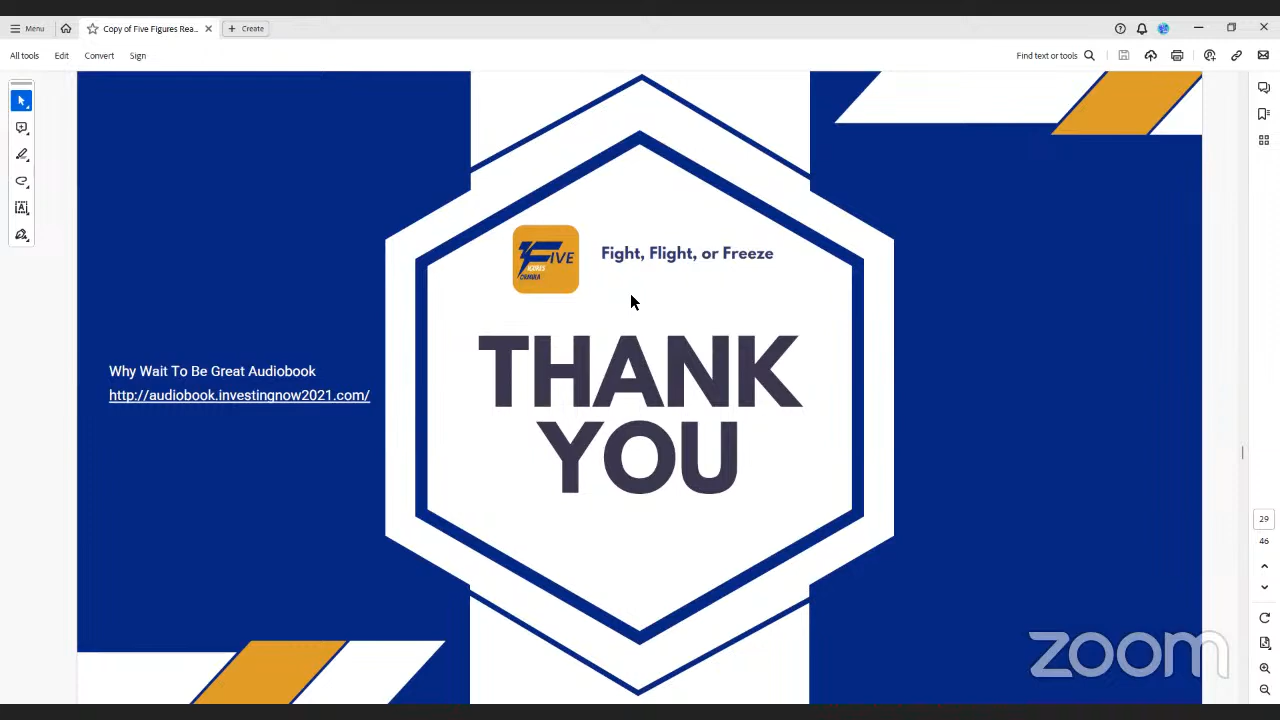 Menu
Copy of Five Figures Rea...
Create
All tools
Edit
Convert
Sign
Find text or tools
FIVE
Fight, Flight, or Freeze
THANK
YOU
Why Wait To Be Great Audiobook
http://audiobook.investingnow2021.com/
29
46
zoom